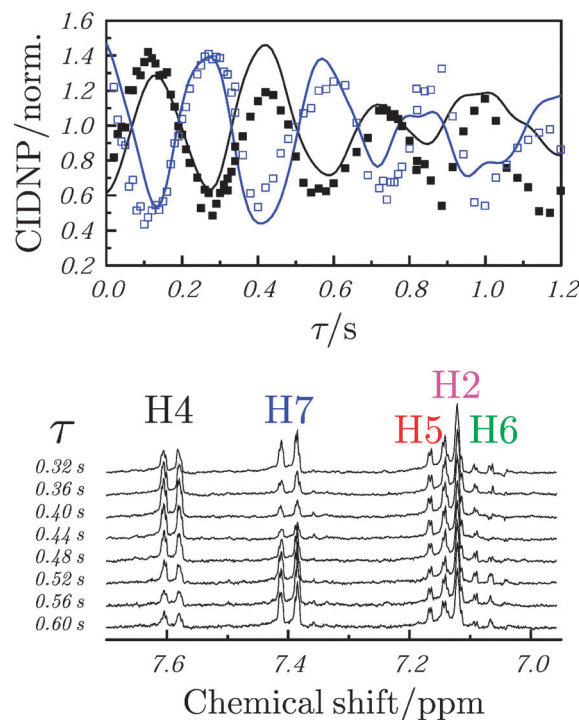 1.6
1.4
1.2
1.0
0.8
0.6
0.4
0.2
CIDNP/norm.
0.0 0.2 0.4 0.6 0.8 1.0 1.2
τ/s
H2
H4 H7 H5 H6
τ
0.32 s
0.36 s
0.40 s
0.44 s
0.48 s
0.52 s
0.56 s
0.60 s
7.6 7.4 7.2 7.0
Chemical shift/ppm